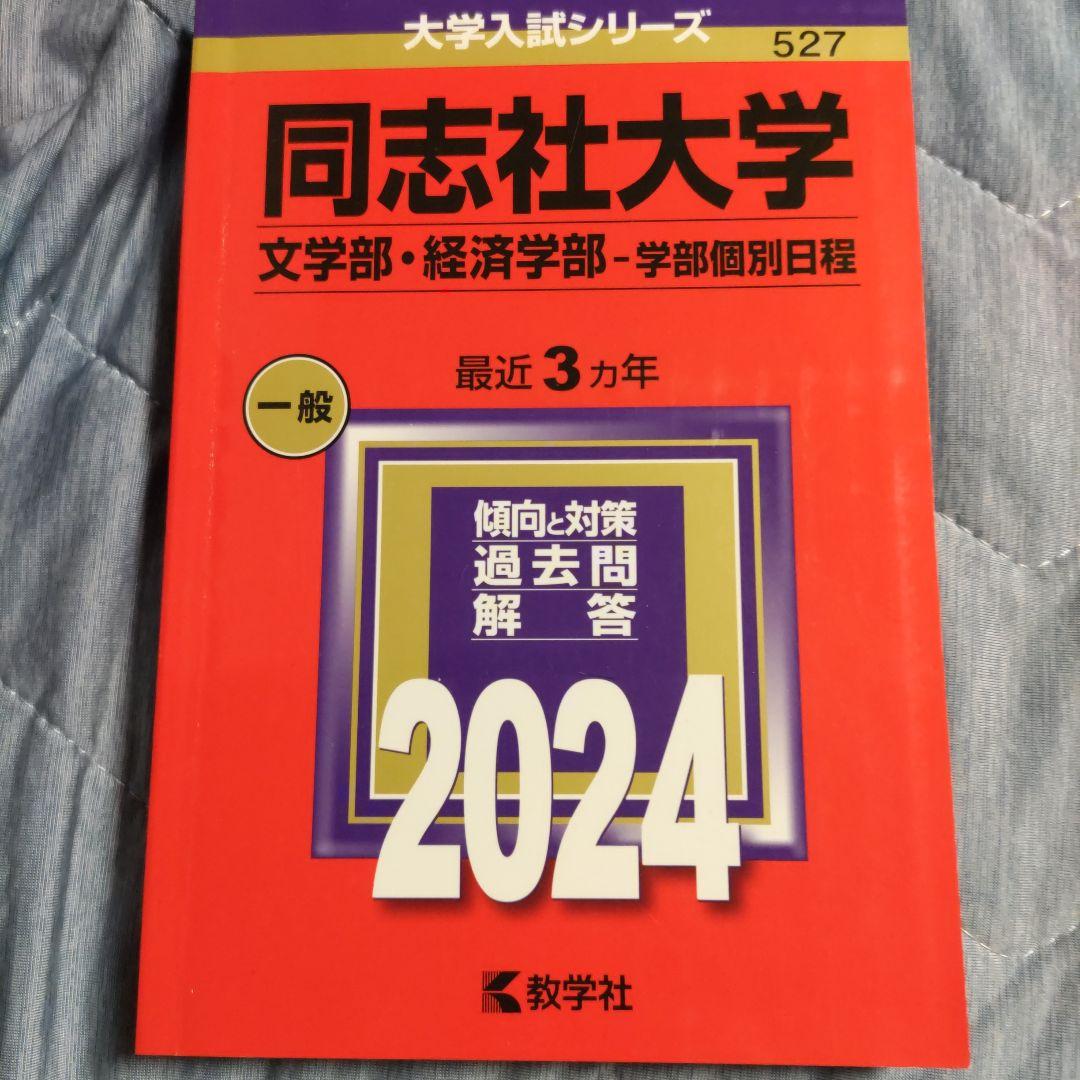 大学入試シリーズ
527
同志社大学
文学部・経済学部－学部個別日程
最近3ヵ年
一般
傾向と対策
過去問
解答
2024
教学社